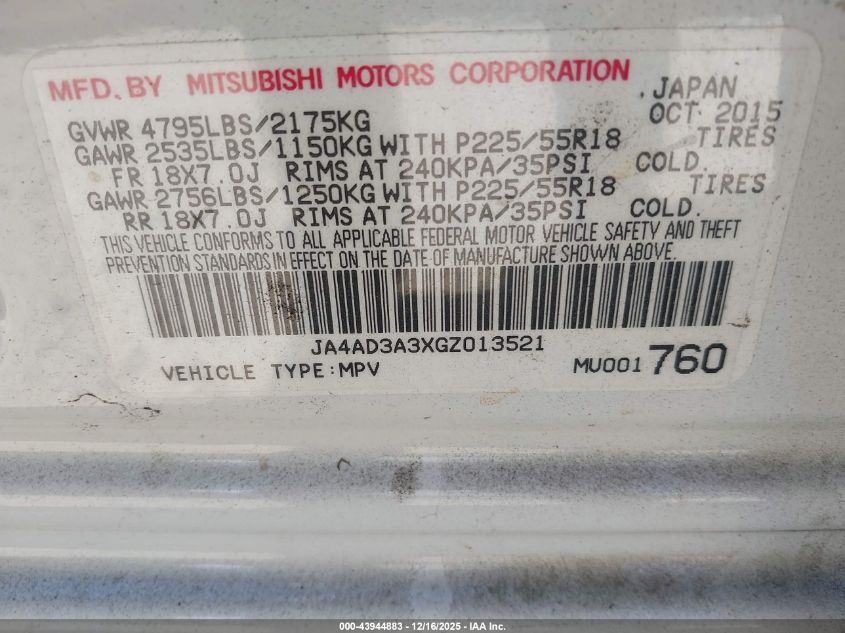 MFD. BY MITSUBISHI MOTORS CORPORATION , JAPAN
GVWR 4795LBS/2175KG OCT 2015
GAWR 2535LBS/1150KG WITH P225/55R18 TIRES
FR 18X7.0J RIMS AT 240KPA/35PSI COLD.
GAWR 2756LBS/1250KG WITH P225/55R18 TIRES
RR 18X7.0J RIMS AT 240KPA/35PSI COLD.
THIS VEHICLE CONFORMS TO ALL APPLICABLE FEDERAL MOTOR VEHICLE SAFETY AND THEFT
PREVENTION STANDARDS IN EFFECT ON THE DATE OF MANUFACTURE SHOWN ABOVE.
JA4AD3A3XGZ013521
VEHICLE TYPE:MPV MU001760
000-43944883 - 12/16/2025 - IAA Inc.